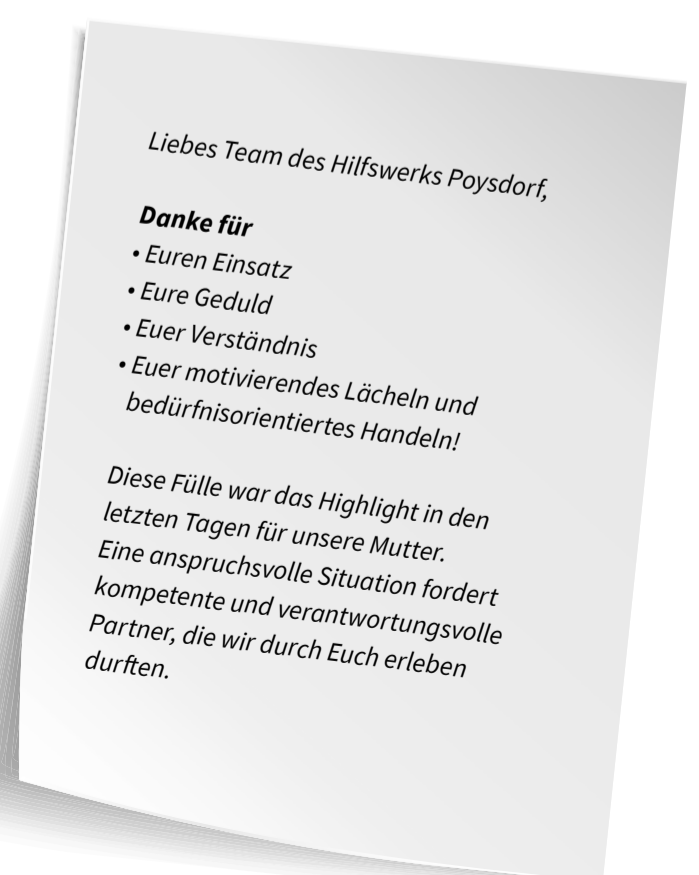 Liebes Team des Hilfswerks Poysdorf,
Danke für
• Euren Einsatz
• Eure Geduld
• Euer Verständnis
• Euer motivierendes Lächeln und
bedürfnisorientiertes Handeln!
Diese Fülle war das Highlight in den
letzten Tagen für unsere Mutter.
Eine anspruchsvolle Situation fordert
kompetente und verantwortungsvolle
Partner, die wir durch Euch erleben
durften.